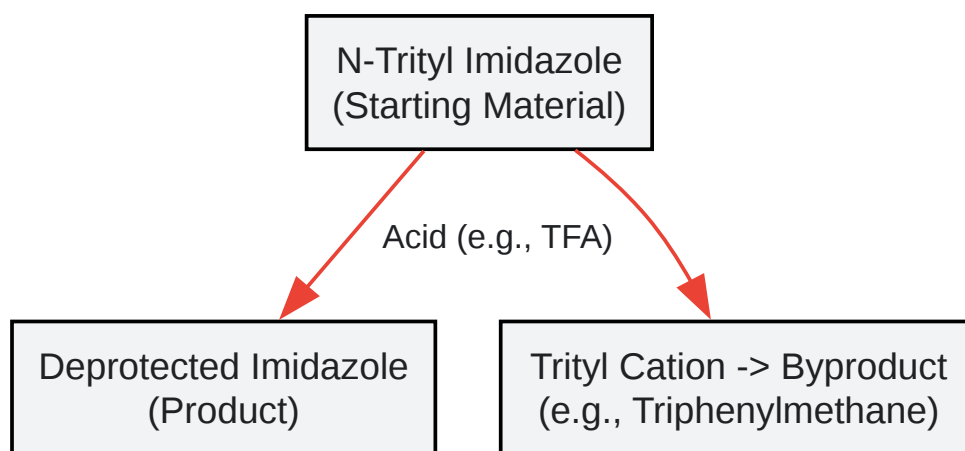 N-Trityl Imidazole
(Starting Material)
Acid (e.g., TFA)
Deprotected Imidazole
(Product)
Trityl Cation -> Byproduct
(e.g., Triphenylmethane)